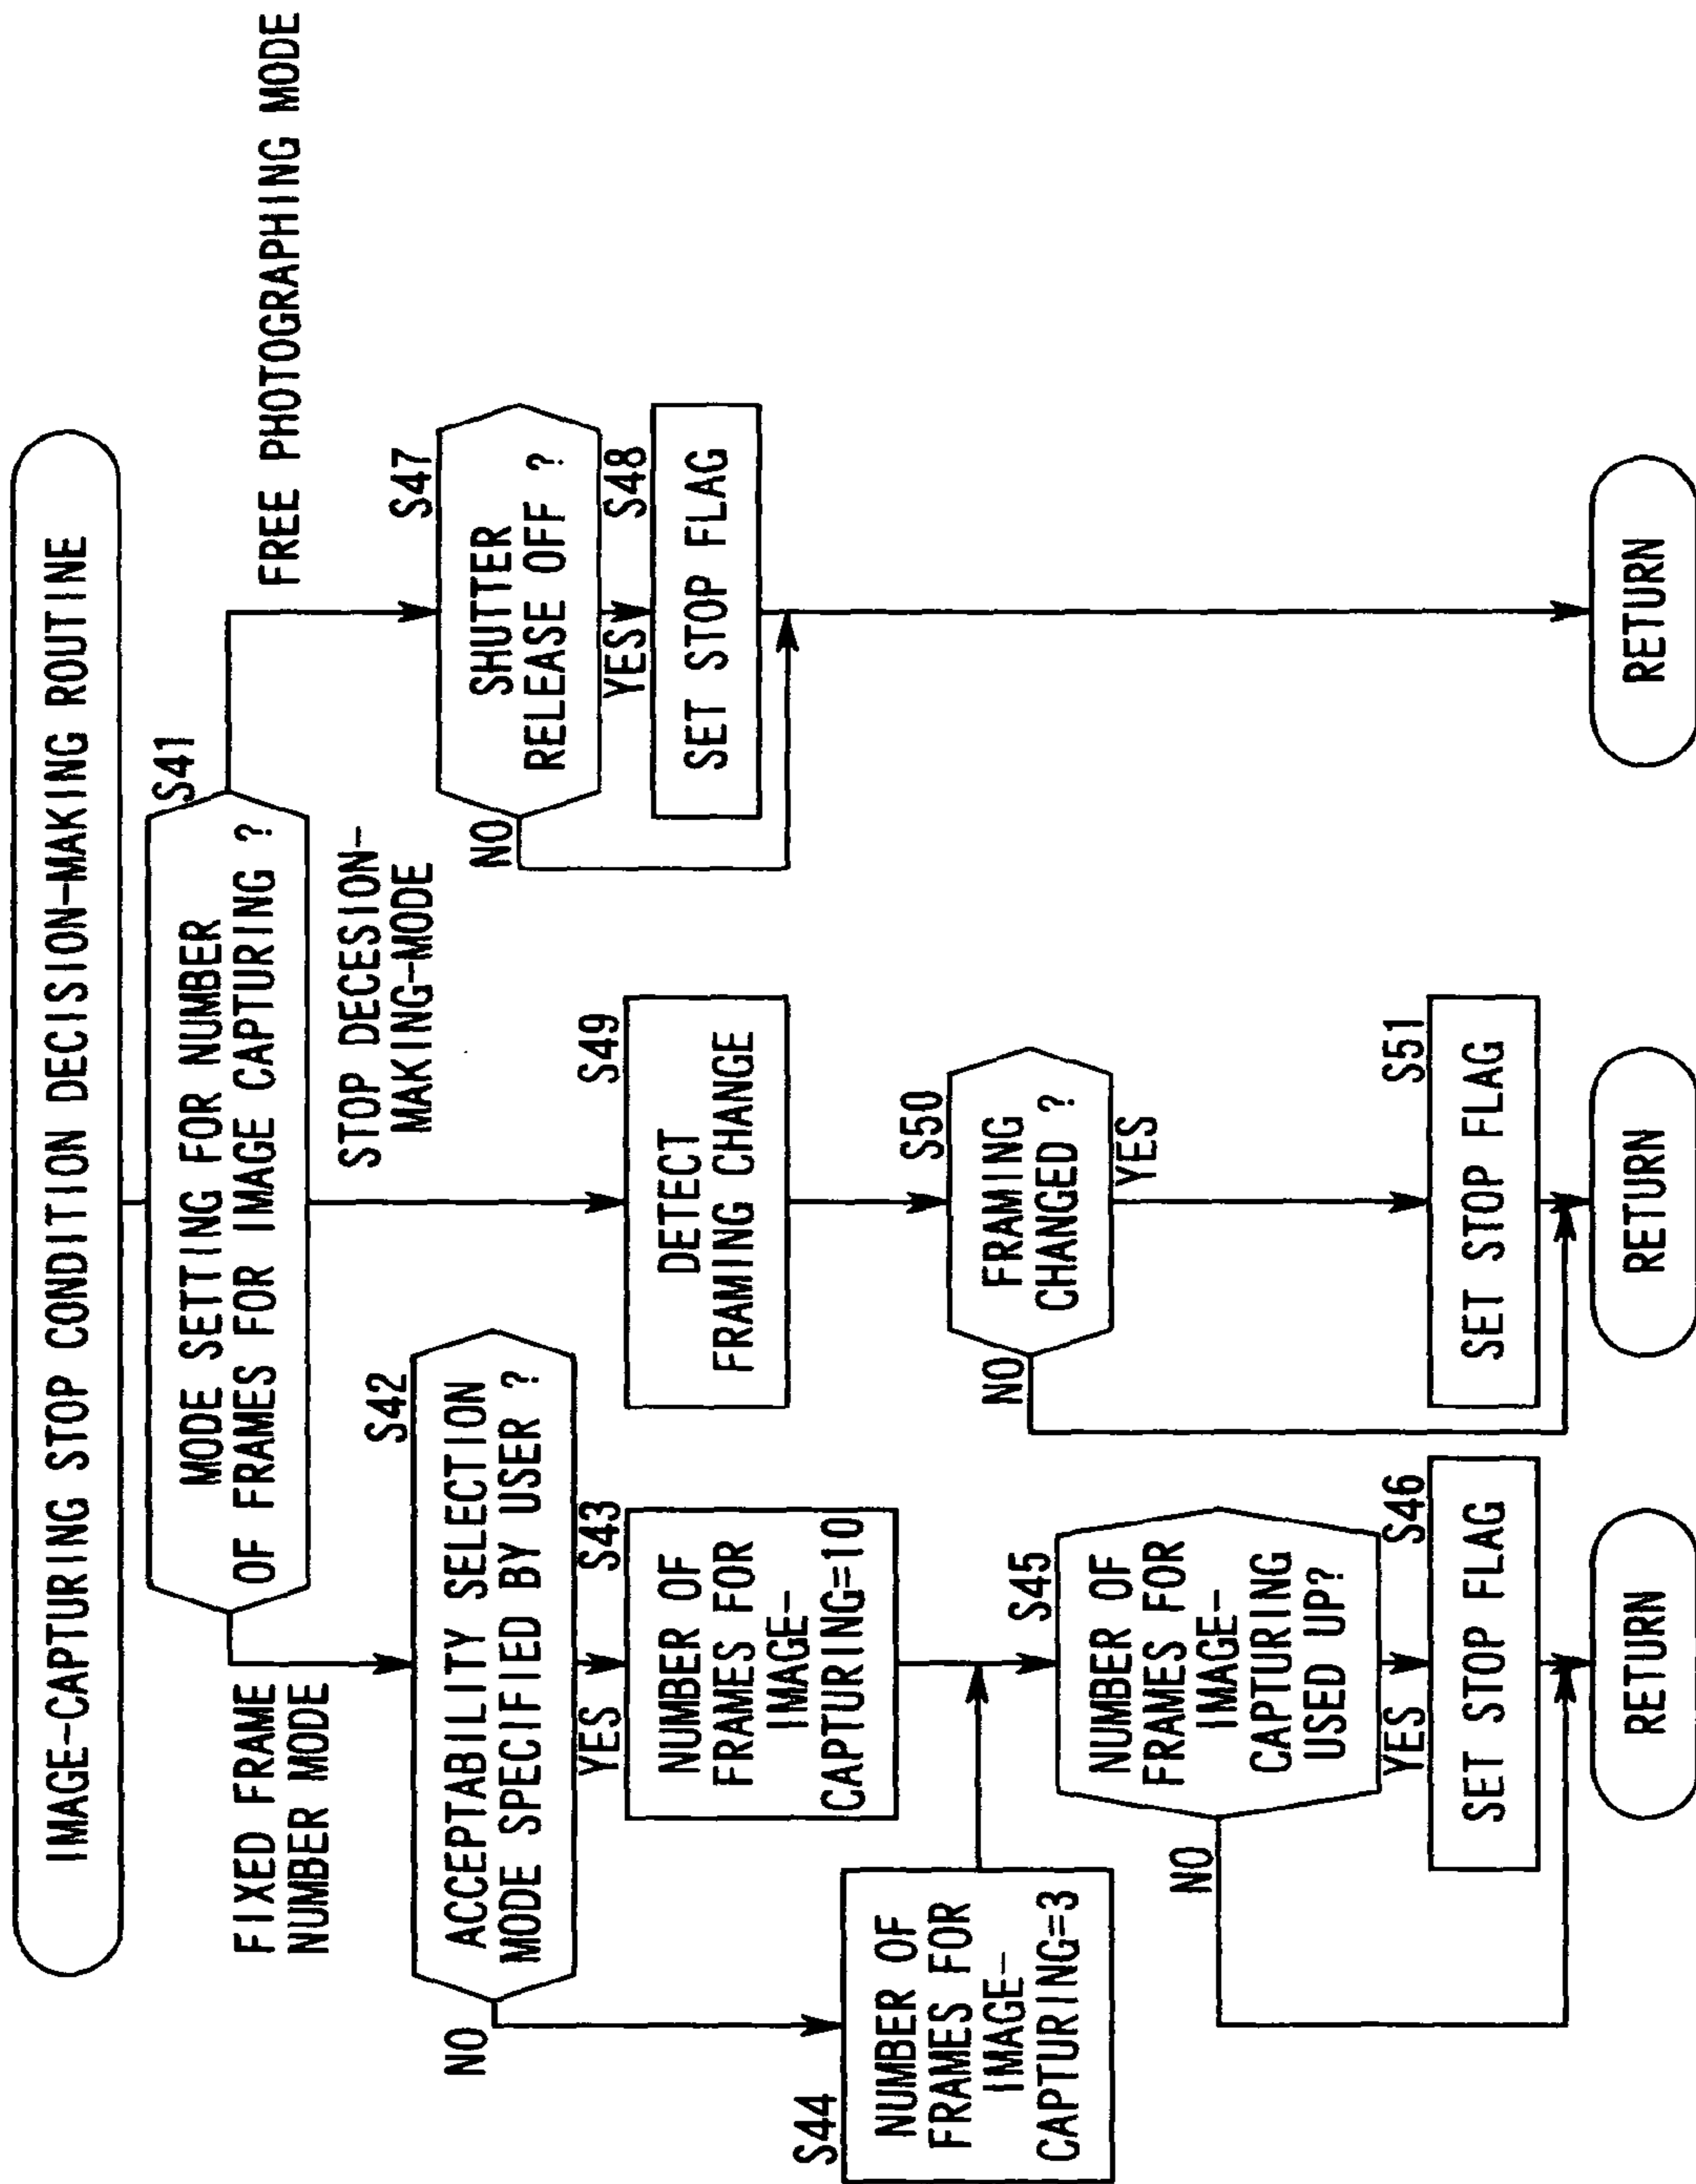 IMAGE-CAPTURING STOP CONDITION DECISION-MAKING ROUTINE
S41
MODE SETTING FOR NUMBER
OF FRAMES FOR IMAGE CAPTURING ?
FIXED FRAME
NUMBER MODE
STOP DECESION-
MAKING-MODE
FREE PHOTOGRAPHING MODE
S42
ACCEPTABILITY SELECTION
MODE SPECIFIED BY USER ?
NO
YES
S43
NUMBER OF
FRAMES FOR
IMAGE-
CAPTURING=10
S44
NUMBER OF
FRAMES FOR
IMAGE-
CAPTURING=3
S45
NUMBER OF
FRAMES FOR
IMAGE-
CAPTURING
USED UP?
NO
YES
S46
SET STOP FLAG
RETURN
S49
DETECT
FRAMING CHANGE
S50
FRAMING
CHANGED ?
NO
YES
S51
SET STOP FLAG
RETURN
S47
SHUTTER
RELEASE OFF ?
NO
YES
S48
SET STOP FLAG
RETURN